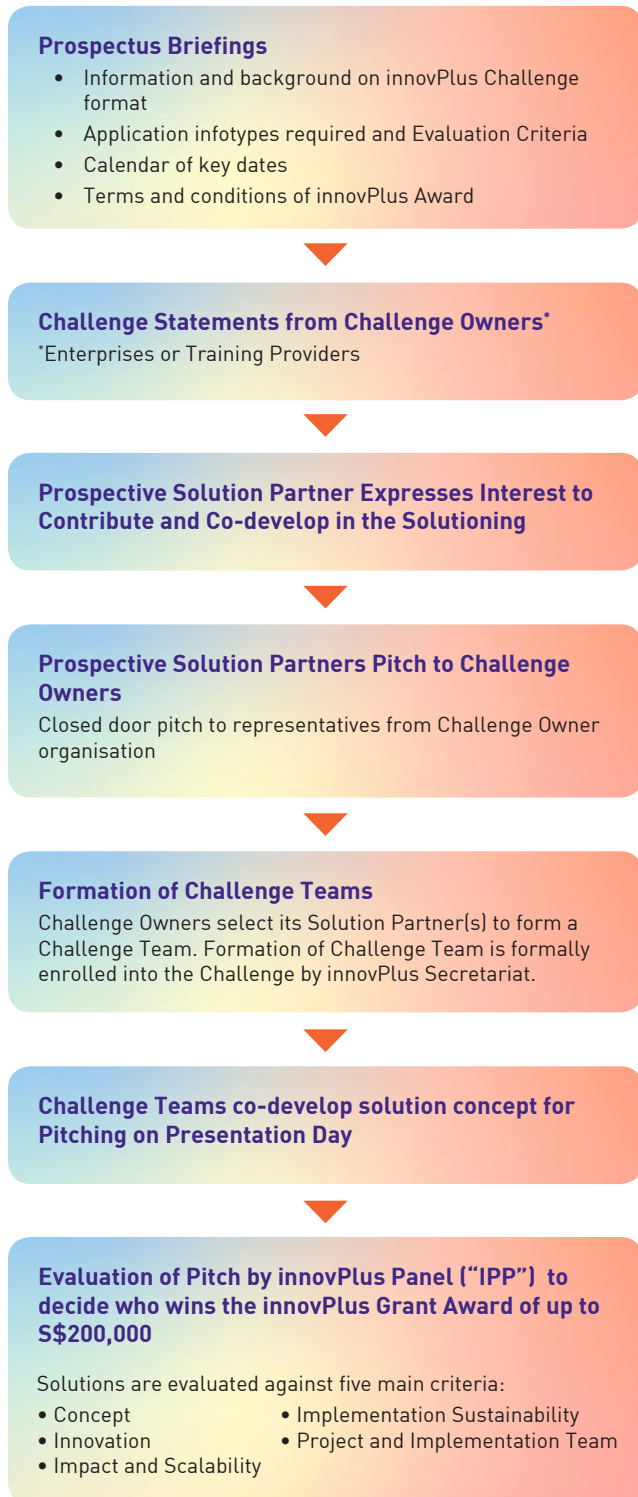 Prospectus Briefings
• Information and background on innovPlus Challenge
format
• Application infotypes required and Evaluation Criteria
• Calendar of key dates
• Terms and conditions of innovPlus Award
Challenge Statements from Challenge Owners*
*Enterprises or Training Providers
Prospective Solution Partner Expresses Interest to
Contribute and Co-develop in the Solutioning
Prospective Solution Partners Pitch to Challenge
Owners
Closed door pitch to representatives from Challenge Owner
organisation
Formation of Challenge Teams
Challenge Owners select its Solution Partner(s) to form a
Challenge Team. Formation of Challenge Team is formally
enrolled into the Challenge by innovPlus Secretariat.
Challenge Teams co-develop solution concept for
Pitching on Presentation Day
Evaluation of Pitch by innovPlus Panel (“IPP”) to
decide who wins the innovPlus Grant Award of up to
S$200,000
Solutions are evaluated against five main criteria:
• Concept
• Innovation
• Impact and Scalability
• Implementation Sustainability
• Project and Implementation Team